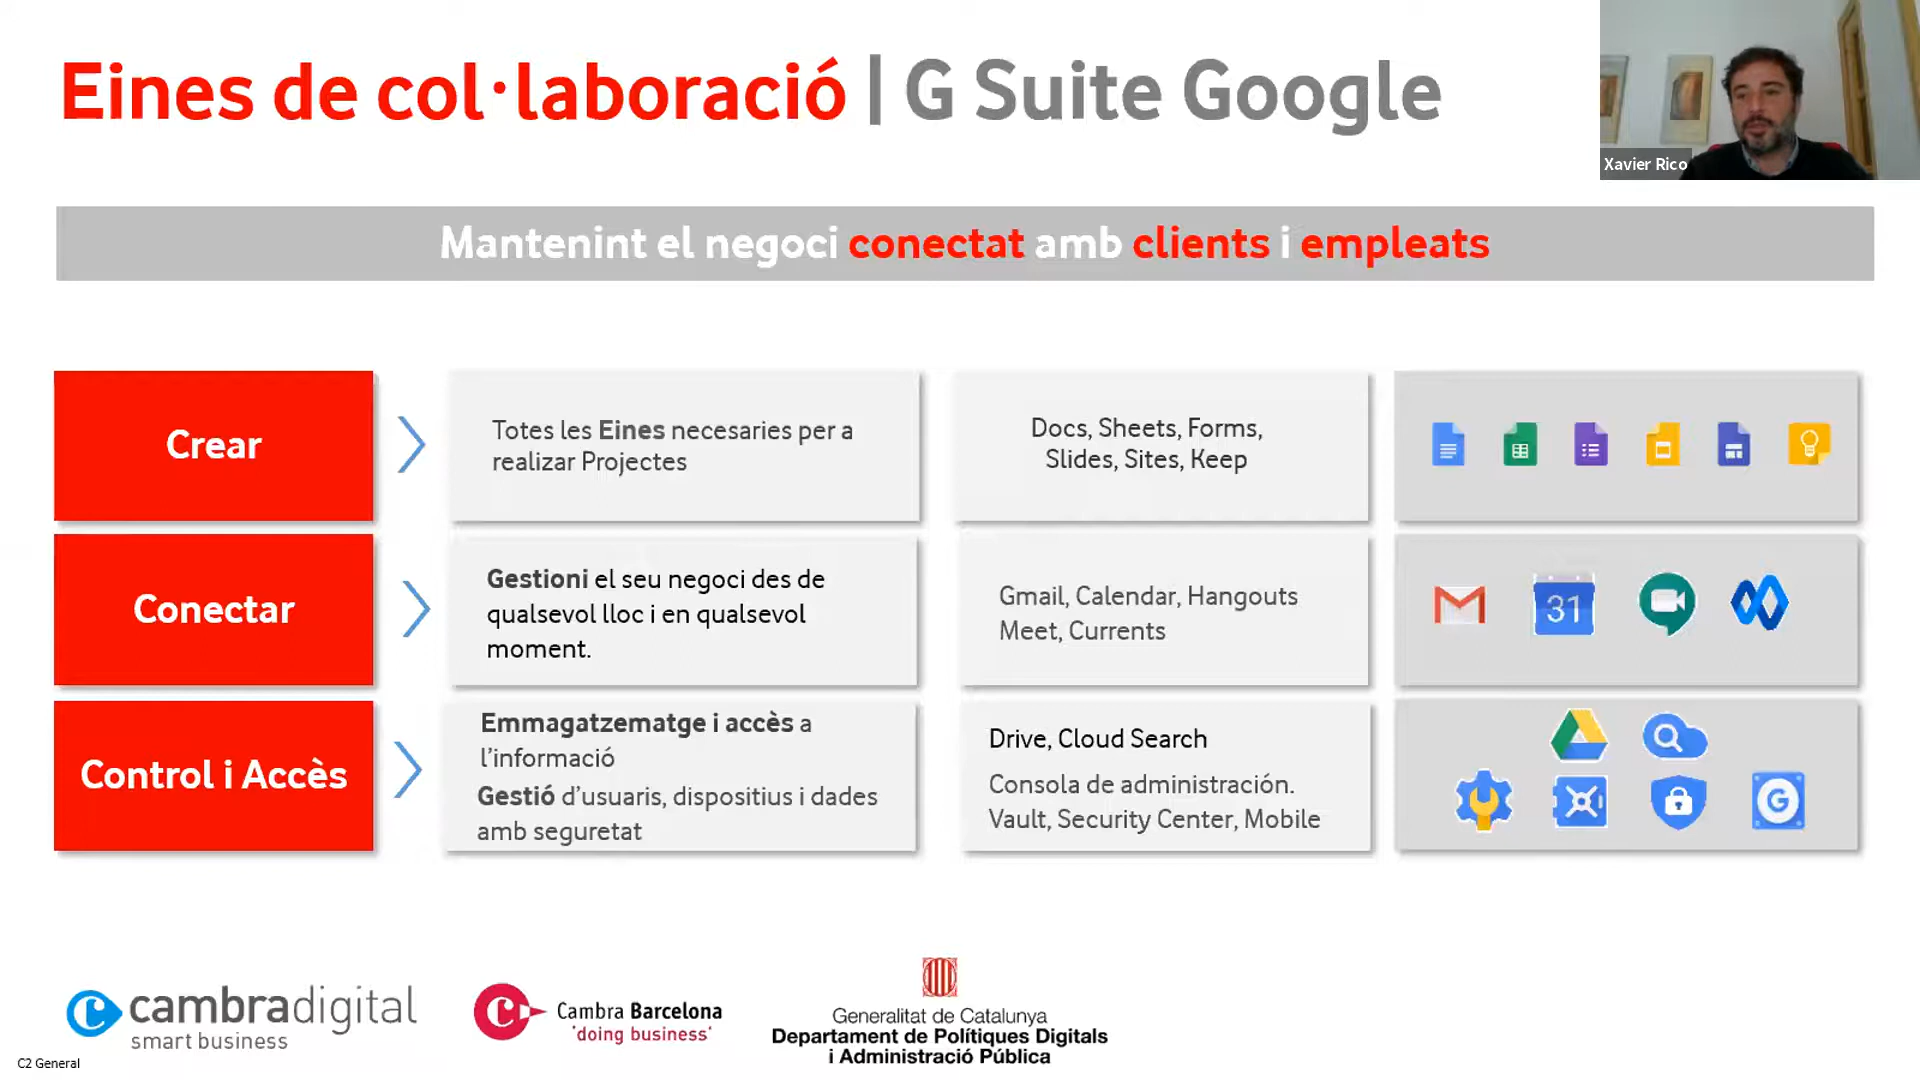 Eines de col·laboració | G Suite Google
Xavier Rico
Mantenint el negoci conectat amb clients i empleats
Crear
Totes les Eines necesaries per a
realizar Projectes
Docs, Sheets, Forms,
Slides, Sites, Keep
Conectar
Gestioni el seu negoci des de
qualsevol lloc i en qualsevol
moment.
Gmail, Calendar, Hangouts
Meet, Currents
31
Control i Accès
Emmagatzematge i accès a
l'informació
Gestió d'usuaris, dispositius i dades
amb seguretat
Drive, Cloud Search
Consola de administración.
Vault, Security Center, Mobile
G
cambradigital
smart business
Cambra Barcelona
'doing business'
Generalitat de Catalunya
Departament de Polítiques Digitals
i Administració Pública
C2 General